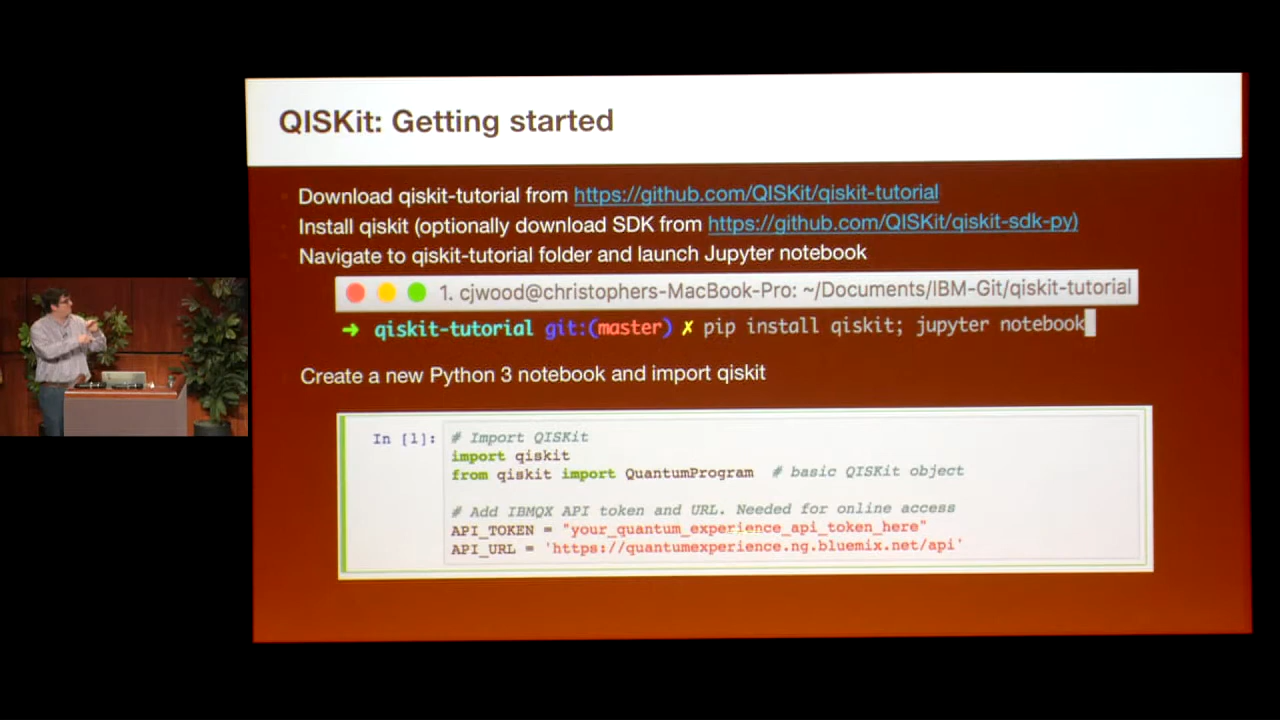 QISKit: Getting started
Download qiskit-tutorial from https://github.com/QISKit/qiskit-tutorial
Install qiskit (optionally download SDK from https://github.com/QISKit/qiskit-sdk-py)
Navigate to qiskit-tutorial folder and launch Jupyter notebook
1. cjwood@christophers-MacBook-Pro: ~/Documents/IBM-Git/qiskit-tutorial
➜ qiskit-tutorial git:(master) ✗ pip install qiskit; jupyter notebook
Create a new Python 3 notebook and import qiskit
In [1]: # Import QISKit
import qiskit
from qiskit import QuantumProgram # basic QISKit object
# Add IBMQX API token and URL. Needed for online access
API_TOKEN = "your_quantum_experience_api_token_here"
API_URL = 'https://quantumexperience.ng.bluemix.net/api'